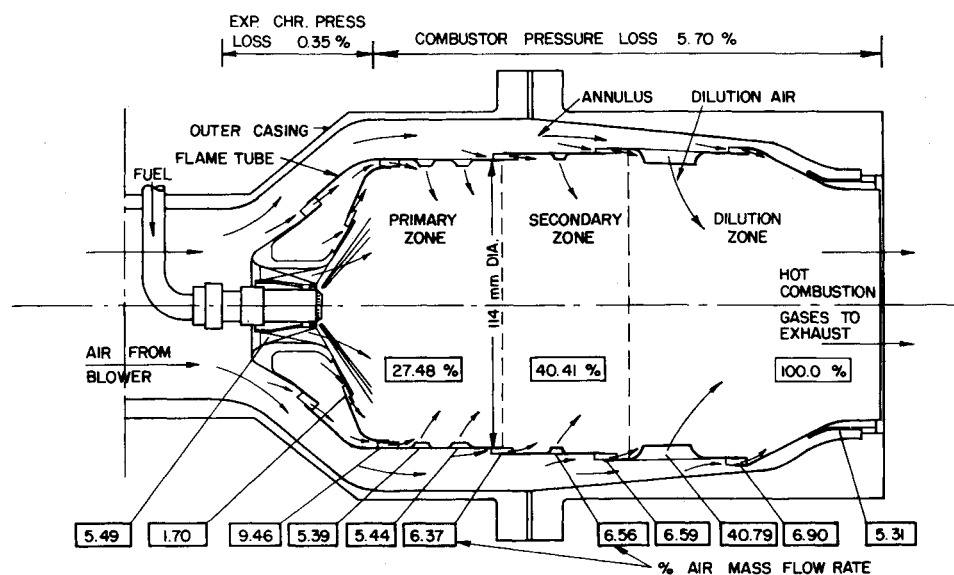 EXP. CHR. PRESS
LOSS 0.35 %
COMBUSTOR PRESSURE LOSS 5.70 %
ANNULUS
DILUTION AIR
OUTER CASING
FLAME TUBE
FUEL
PRIMARY
ZONE
SECONDARY
ZONE
DILUTION
ZONE
114 mm DIA.
HOT
COMBUSTION
GASES TO
EXHAUST
AIR FROM
BLOWER
27.48 %
40.41 %
100.0 %
5.49
1.70
9.46
5.39
5.44
6.37
6.56
6.59
40.79
6.90
5.31
% AIR MASS FLOW RATE